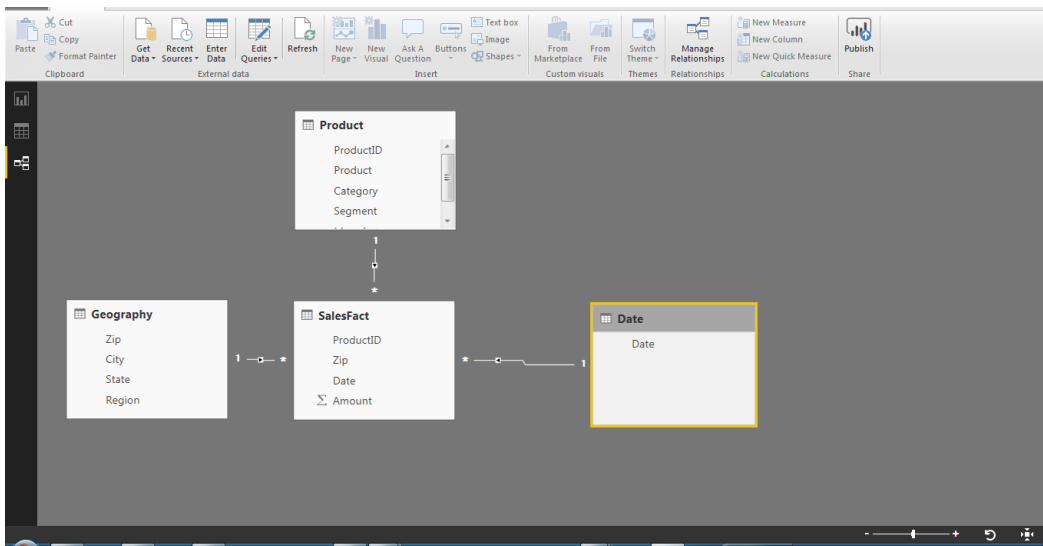 Cut
Copy
Format Painter
Paste
Clipboard
Get Data
Recent Sources
Enter Data
Edit Queries
External data
Refresh
New Page
New Visual
Ask A Question
Buttons
Text box
Image
Shapes
Insert
From Marketplace
From File
Custom visuals
Switch Theme
Themes
Manage Relationships
Relationships
New Measure
New Column
New Quick Measure
Calculations
Publish
Share
Product
ProductID
Product
Category
Segment
1
*
Geography
Zip
City
State
Region
1
*
SalesFact
ProductID
Zip
Date
Σ Amount
*
1
Date
Date
- +